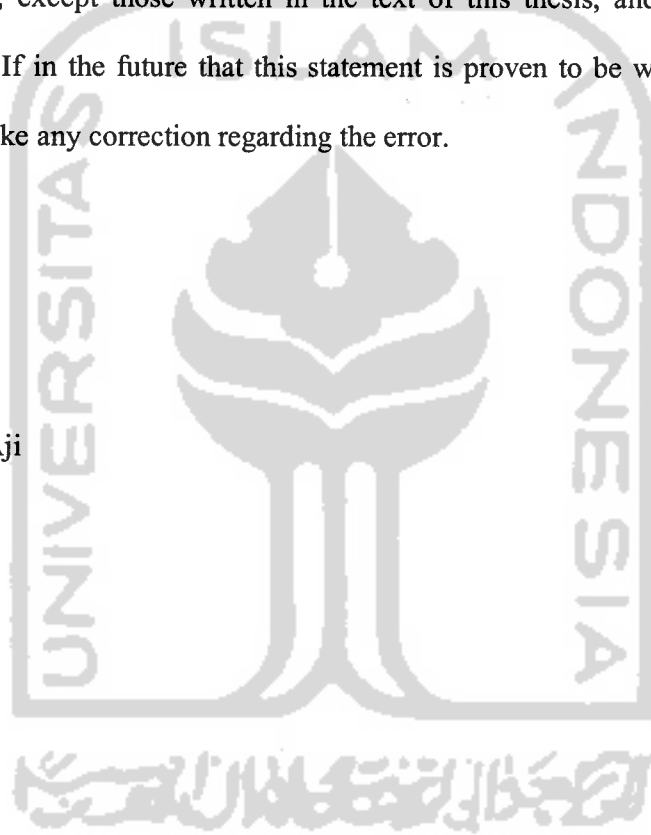 , except those written in the text of this thesis, and
If in the future that this statement is proven to be w
ke any correction regarding the error.
ji
ISLAM
UNIVERSITAS
INDONESIA